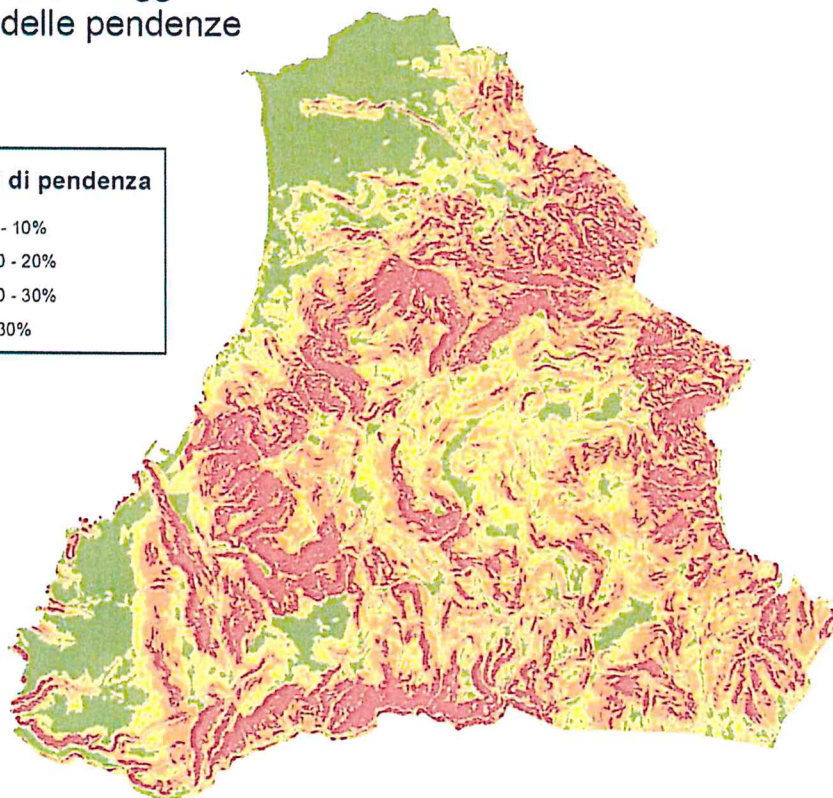 delle pendenze
di pendenza
- 10%
0 - 20%
0 - 30%
30%